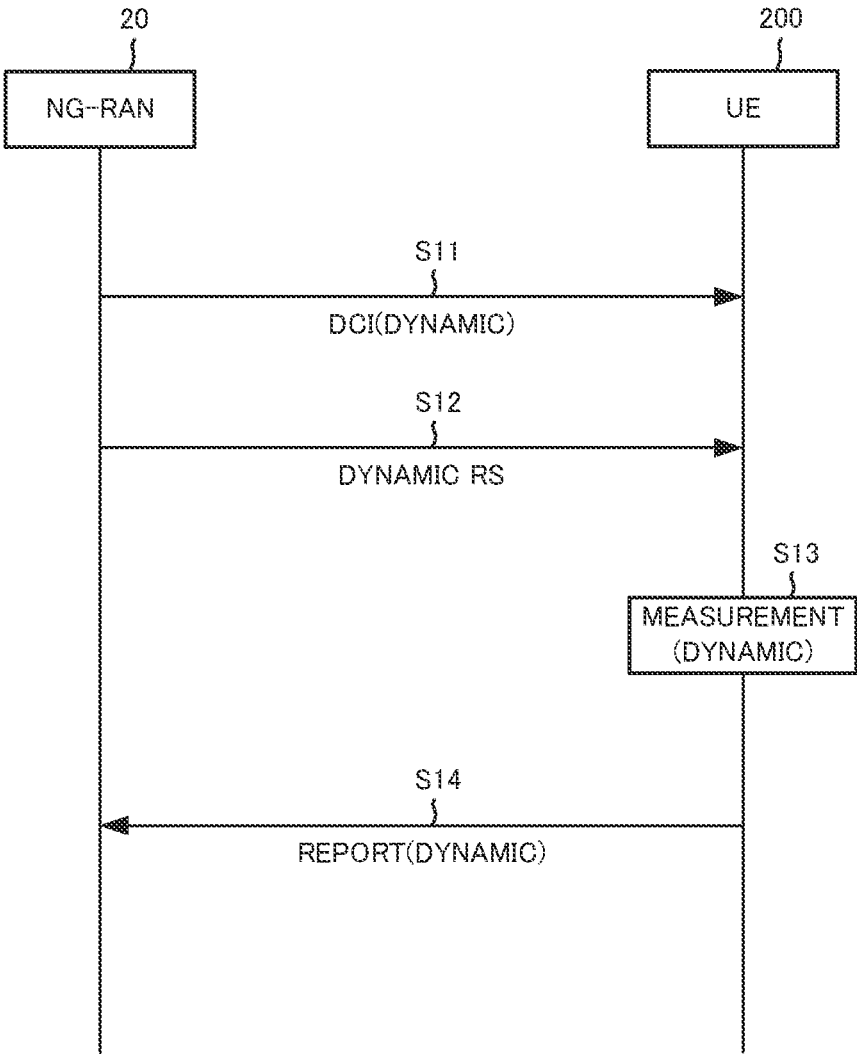 20
200
NG-RAN
UE
S11
DCI(DYNAMIC)
S12
DYNAMIC RS
S13
MEASUREMENT
(DYNAMIC)
S14
REPORT(DYNAMIC)